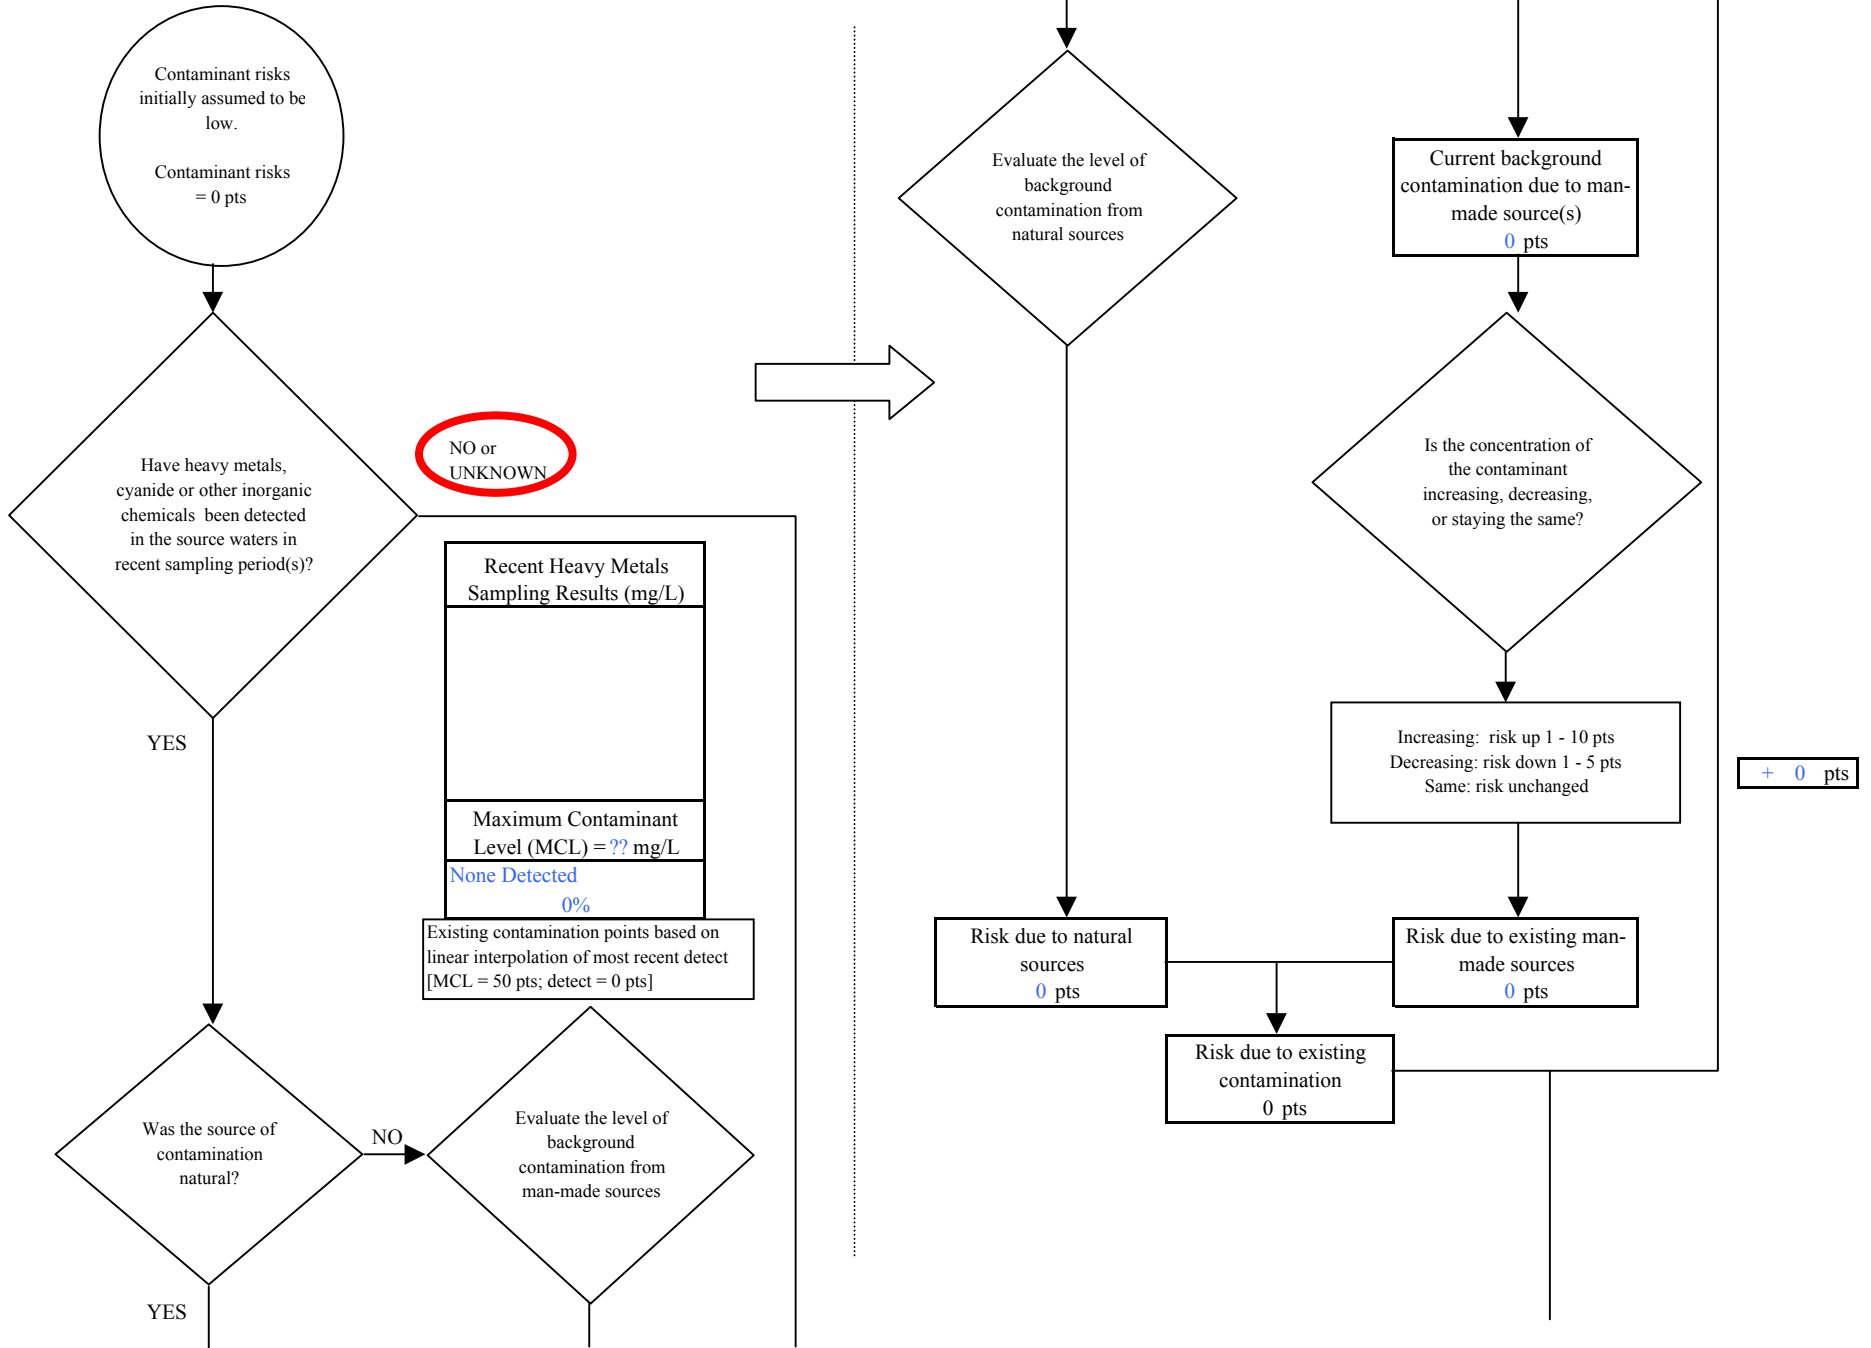 Contaminant risks
initially assumed to be
low.
Contaminant risks
= 0 pts
Have heavy metals,
cyanide or other inorganic
chemicals been detected
in the source waters in
recent sampling period(s)?
NO or
UNKNOWN
YES
Recent Heavy Metals
Sampling Results (mg/L)
Maximum Contaminant
Level (MCL) = ?? mg/L
None Detected
0%
Existing contamination points based on
linear interpolation of most recent detect
[MCL = 50 pts; detect = 0 pts]
Was the source of
contamination
natural?
NO
Evaluate the level of
background
contamination from
man-made sources
YES
Evaluate the level of
background
contamination from
natural sources
Current background
contamination due to man-
made source(s)
0 pts
Is the concentration of
the contaminant
increasing, decreasing,
or staying the same?
Increasing: risk up 1 - 10 pts
Decreasing: risk down 1 - 5 pts
Same: risk unchanged
+ 0 pts
Risk due to natural
sources
0 pts
Risk due to existing man-
made sources
0 pts
Risk due to existing
contamination
0 pts